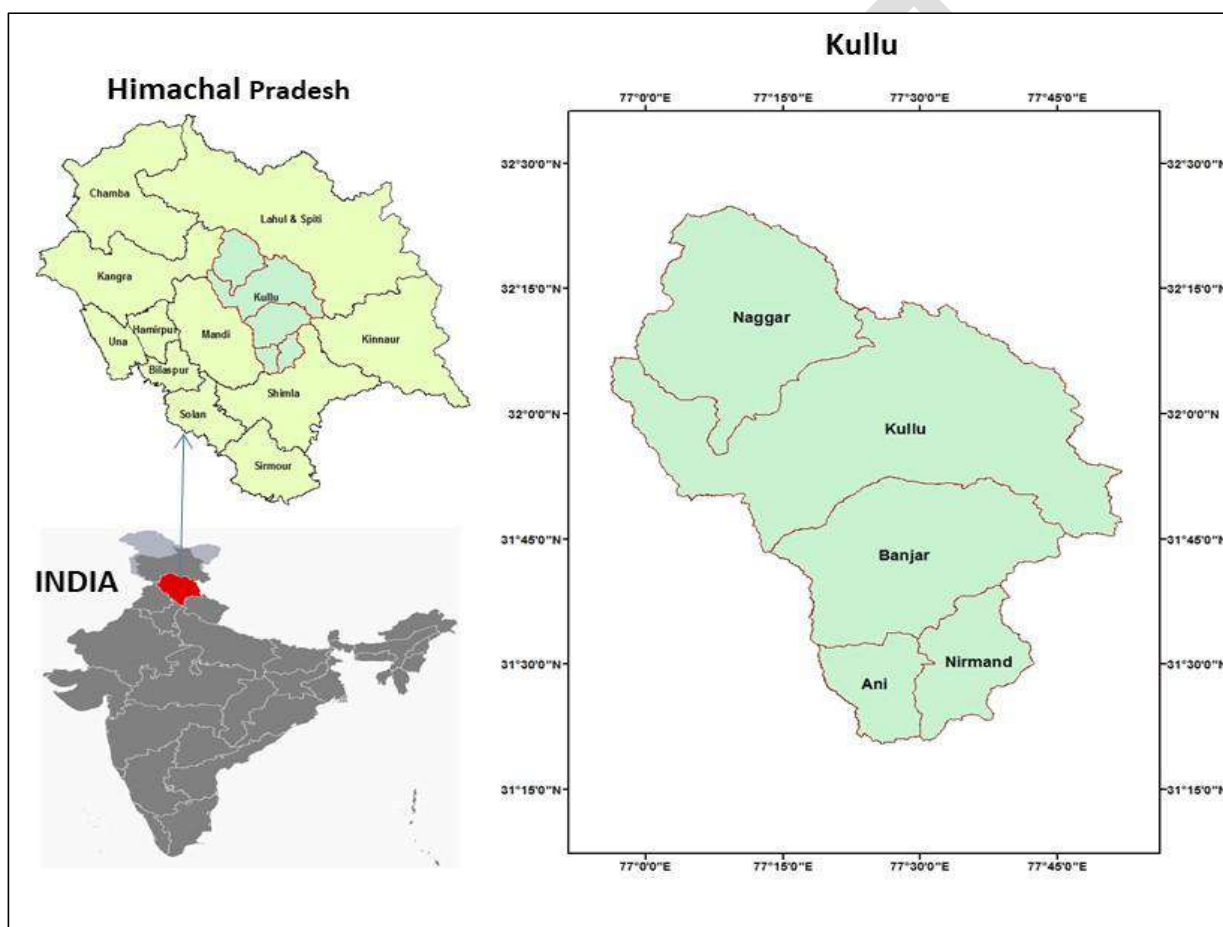 Kullu
Himachal Pradesh
Chamba
Lahul & Spiti
Kangra
Kullu
Hamirpur
Mandi
Una
Kinnaur
Bilaspur
Shimla
Solan
Sirmour
INDIA
77°0'0"E 77°15'0"E 77°30'0"E 77°45'0"E
32°30'0"N 32°30'0"N
32°15'0"N 32°15'0"N
Naggar
32°0'0"N 32°0'0"N
Kullu
31°45'0"N 31°45'0"N
Banjar
31°30'0"N 31°30'0"N
Nirmand
Ani
31°15'0"N 31°15'0"N
77°0'0"E 77°15'0"E 77°30'0"E 77°45'0"E